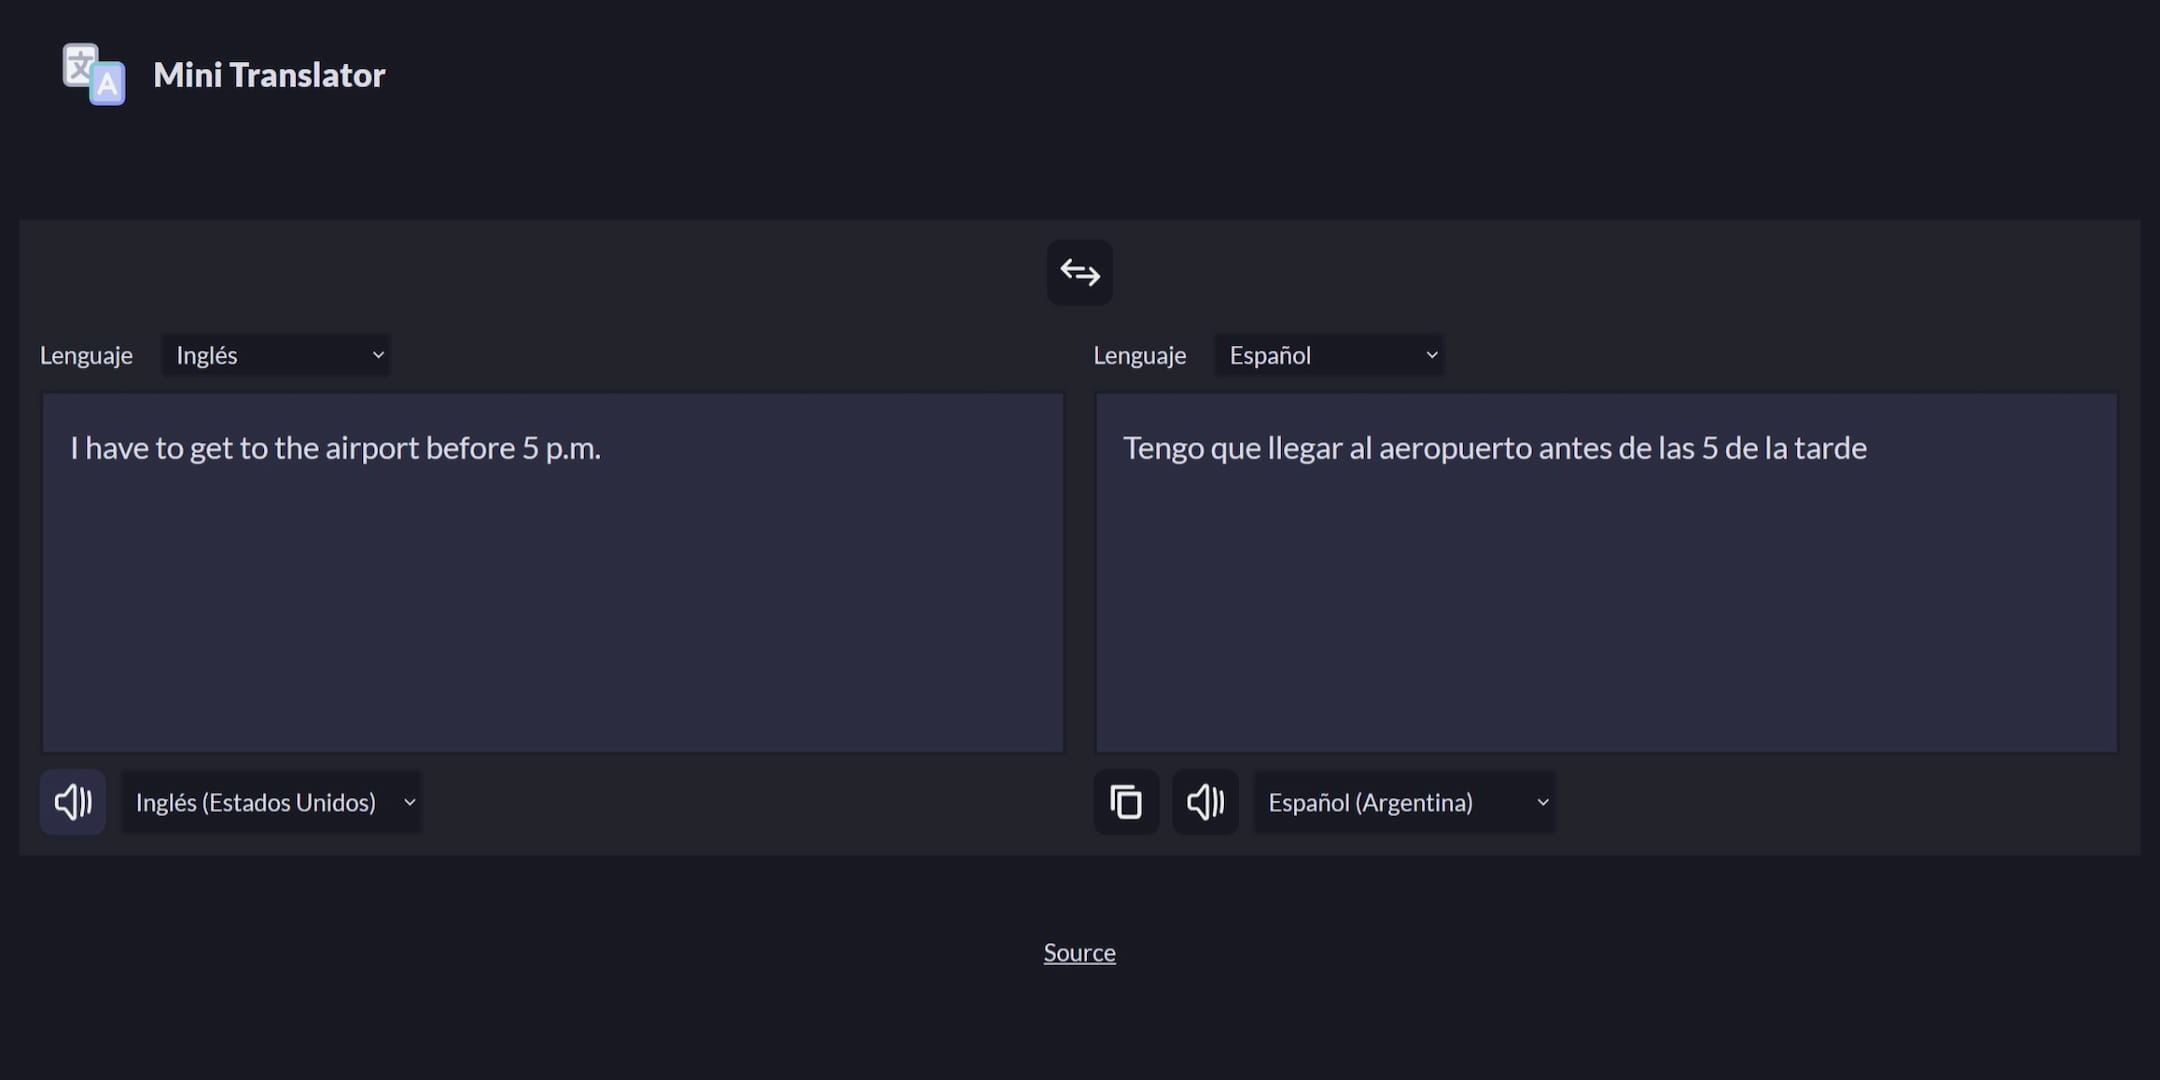 文
A
Mini Translator
Lenguaje
Inglés
Lenguaje
Español
I have to get to the airport before 5 p.m.
Tengo que llegar al aeropuerto antes de las 5 de la tarde
Inglés (Estados Unidos)
Español (Argentina)
Source